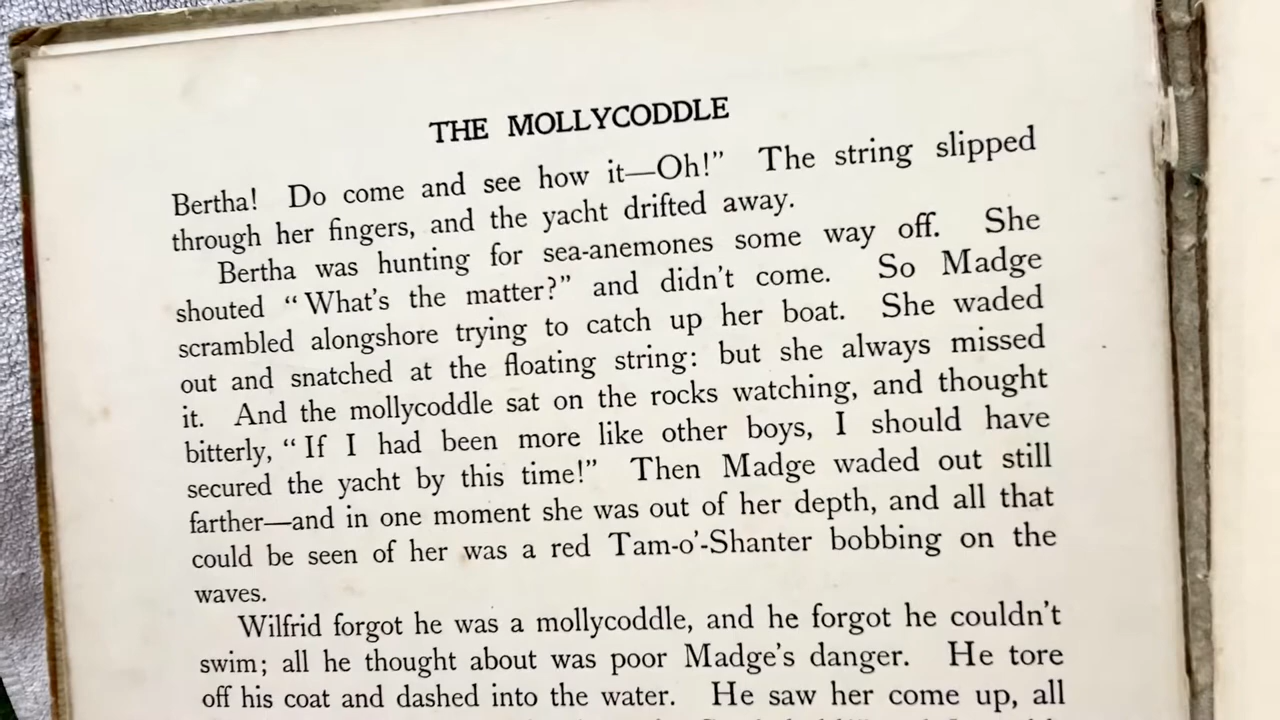 THE MOLLYCODDLE
Bertha! Do come and see how it—Oh!” The string slipped
through her fingers, and the yacht drifted away.
Bertha was hunting for sea-anemones some way off. She
shouted “What's the matter?” and didn't come. So Madge
scrambled alongshore trying to catch up her boat. She waded
out and snatched at the floating string: but she always missed
it. And the mollycoddle sat on the rocks watching, and thought
bitterly, “If I had been more like other boys, I should have
secured the yacht by this time!” Then Madge waded out still
farther—and in one moment she was out of her depth, and all that
could be seen of her was a red Tam-o'-Shanter bobbing on the
waves.
Wilfrid forgot he was a mollycoddle, and he forgot he couldn't
swim; all he thought about was poor Madge's danger. He tore
off his coat and dashed into the water. He saw her come up, all